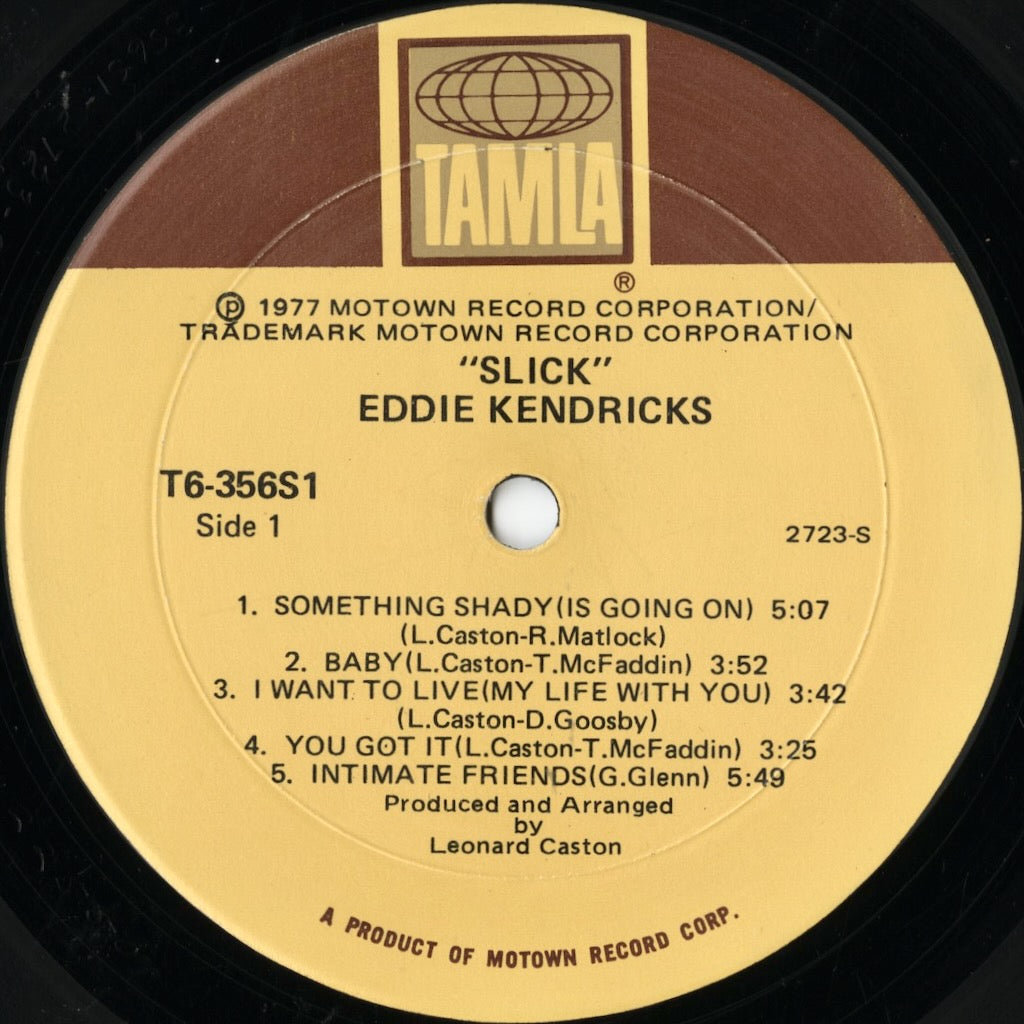 TAMLA
®
℗ 1977 MOTOWN RECORD CORPORATION/
TRADEMARK MOTOWN RECORD CORPORATION
"SLICK"
EDDIE KENDRICKS
T6-356S1
Side 1
2723-S
1. SOMETHING SHADY(IS GOING ON) 5:07
(L.Caston-R.Matlock)
2. BABY(L.Caston-T.McFaddin) 3:52
3. I WANT TO LIVE(MY LIFE WITH YOU) 3:42
(L.Caston-D.Goosby)
4. YOU GOT IT(L.Caston-T.McFaddin) 3:25
5. INTIMATE FRIENDS(G.Glenn) 5:49
Produced and Arranged
by
Leonard Caston
A PRODUCT OF MOTOWN RECORD CORP.